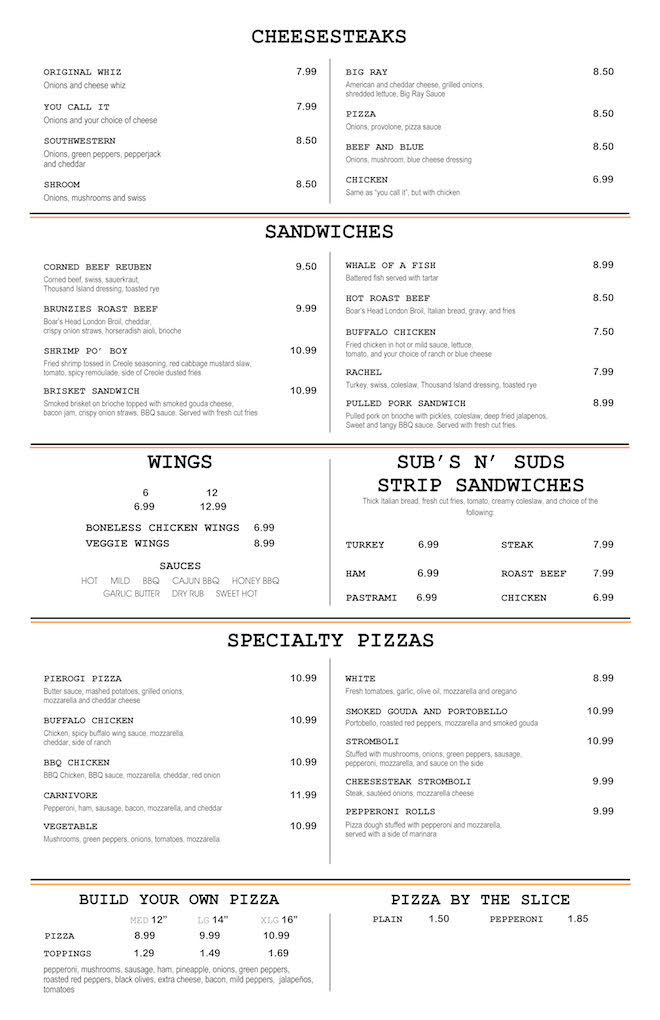 CHEESESTEAKS
ORIGINAL WHIZ 7.99
Onions and cheese whiz
YOU CALL IT 7.99
Onions and your choice of cheese
SOUTHWESTERN 8.50
Onions, green peppers, pepperjack
and cheddar
SHROOM 8.50
Onions, mushrooms and swiss
BIG RAY 8.50
American and cheddar cheese, grilled onions,
shredded lettuce, Big Ray Sauce
PIZZA 8.50
Onions, provolone, pizza sauce
BEEF AND BLUE 8.50
Onions, mushroom, blue cheese dressing
CHICKEN 6.99
Same as “you call it”, but with chicken
SANDWICHES
CORNED BEEF REUBEN 9.50
Corned beef, swiss, sauerkraut,
Thousand Island dressing, toasted rye
BRUNZIES ROAST BEEF 9.99
Boar’s Head London Broil, cheddar,
crispy onion straws, horseradish aioli, brioche
SHRIMP PO’ BOY 10.99
Fried shrimp tossed in Creole seasoning, red cabbage mustard slaw,
tomato, spicy remoulade, side of Creole dusted fries
BRISKET SANDWICH 10.99
Smoked brisket on brioche topped with smoked gouda cheese,
bacon jam, crispy onion straws, BBQ sauce. Served with fresh cut fries
WHALE OF A FISH 8.99
Battered fish served with tartar
HOT ROAST BEEF 8.50
Boar’s Head London Broil, Italian bread, gravy, and fries
BUFFALO CHICKEN 7.50
Fried chicken in hot or mild sauce, lettuce,
tomato, and your choice of ranch or blue cheese
RACHEL 7.99
Turkey, swiss, coleslaw, Thousand Island dressing, toasted rye
PULLED PORK SANDWICH 8.99
Pulled pork on brioche with pickles, coleslaw, deep fried jalapenos,
Sweet and tangy BBQ sauce. Served with fresh cut fries.
WINGS
6 12
6.99 12.99
BONELESS CHICKEN WINGS 6.99
VEGGIE WINGS 8.99
SAUCES
HOT MILD BBQ CAJUN BBQ HONEY BBQ
GARLIC BUTTER DRY RUB SWEET HOT
SUB’S N’ SUDS
STRIP SANDWICHES
Thick Italian bread, fresh cut fries, tomato, creamy coleslaw, and choice of the
following:
TURKEY 6.99 STEAK 7.99
HAM 6.99 ROAST BEEF 7.99
PASTRAMI 6.99 CHICKEN 6.99
SPECIALTY PIZZAS
PIEROGI PIZZA 10.99
Butter sauce, mashed potatoes, grilled onions,
mozzarella and cheddar cheese
BUFFALO CHICKEN 10.99
Chicken, spicy buffalo wing sauce, mozzarella,
cheddar, side of ranch
BBQ CHICKEN 10.99
BBQ Chicken, BBQ sauce, mozzarella, cheddar, red onion
CARNIVORE 11.99
Pepperoni, ham, sausage, bacon, mozzarella, and cheddar
VEGETABLE 10.99
Mushrooms, green peppers, onions, tomatoes, mozzarella
WHITE 8.99
Fresh tomatoes, garlic, olive oil, mozzarella and oregano
SMOKED GOUDA AND PORTOBELLO 10.99
Portobello, roasted red peppers, mozzarella and smoked gouda
STROMBOLI 10.99
Stuffed with mushrooms, onions, green peppers, sausage,
pepperoni, mozzarella, and sauce on the side
CHEESESTEAK STROMBOLI 9.99
Steak, sautéed onions, mozzarella cheese
PEPPERONI ROLLS 9.99
Pizza dough stuffed with pepperoni and mozzarella,
served with a side of marinara
BUILD YOUR OWN PIZZA
MED 12” LG 14” XLG 16”
PIZZA 8.99 9.99 10.99
TOPPINGS 1.29 1.49 1.69
pepperoni, mushrooms, sausage, ham, pineapple, onions, green peppers,
roasted red peppers, black olives, extra cheese, bacon, mild peppers, jalapeños,
tomatoes
PIZZA BY THE SLICE
PLAIN 1.50 PEPPERONI 1.85